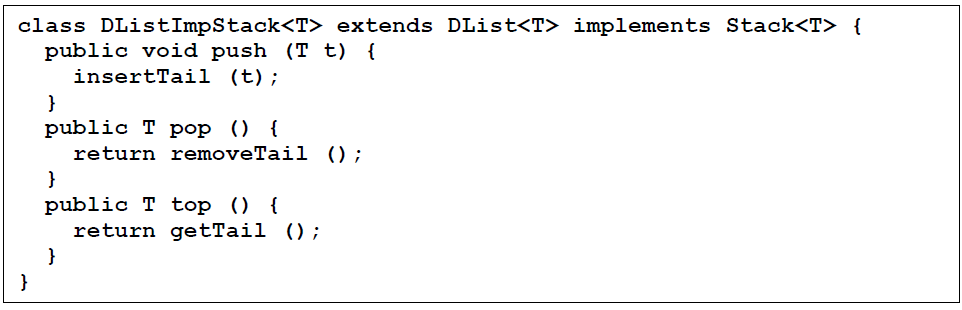 class DListImpStack<T> extends DList<T> implements Stack<T> {
  public void push (T t) {
    insertTail (t);
  }
  public T pop () {
    return removeTail ();
  }
  public T top () {
    return getTail ();
  }
}